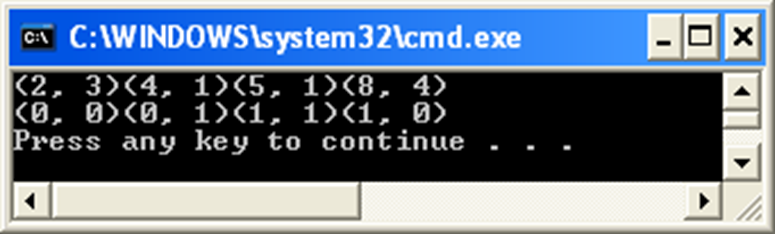 C:\WINDOWS\system32\cmd.exe
(2, 3)(4, 1)(5, 1)(8, 4)
(0, 0)(0, 1)(1, 1)(1, 0)
Press any key to continue . . .